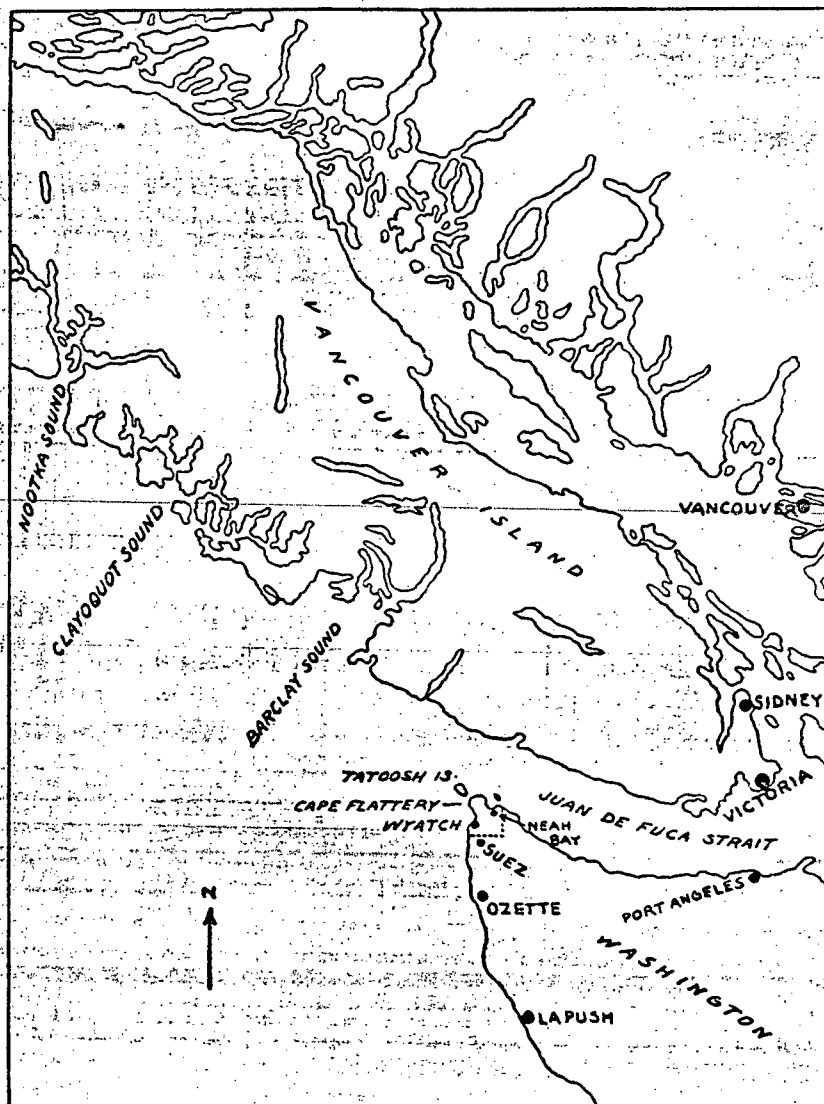 VANCOUVER ISLAND
NOOTKA SOUND
CLAYOQUOT SOUND
BARCLAY SOUND
VANCOUVER
SIDNEY
VICTORIA
TATOOSH IS.
CAPE FLATTERY
WYATCH
JUAN DE FUCA STRAIT
NEAH
BAY
SUEZ
OZETTE
PORT ANGELES
WASHINGTON
LAPUSH
N